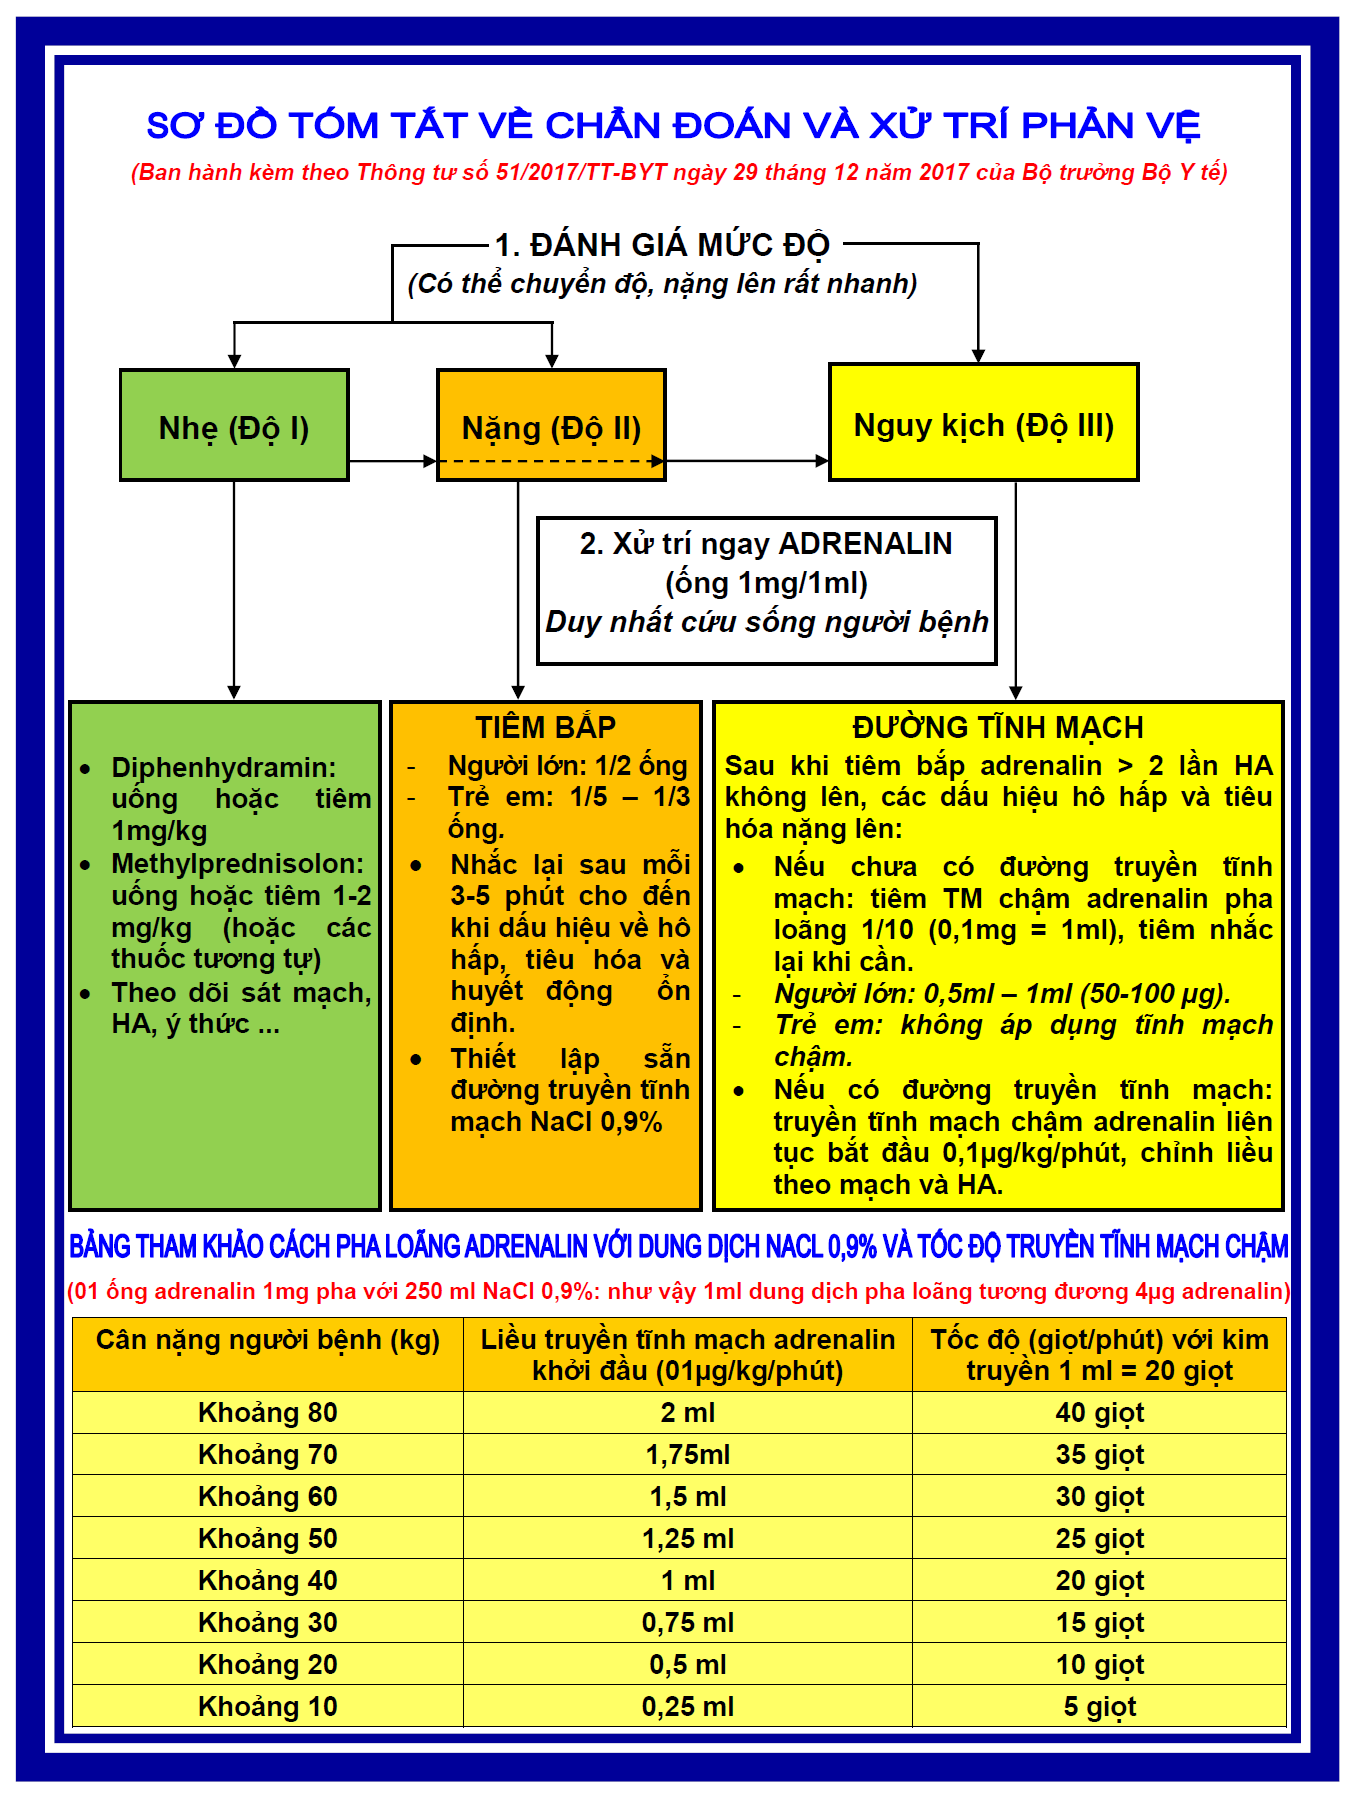 SƠ ĐỒ TÓM TẮT VỀ CHẨN ĐOÁN VÀ XỬ TRÍ PHẢN VỆ
(Ban hành kèm theo Thông tư số 51/2017/TT-BYT ngày 29 tháng 12 năm 2017 của Bộ trưởng Bộ Y tế)
1. ĐÁNH GIÁ MỨC ĐỘ
(Có thể chuyển độ, nặng lên rất nhanh)
Nhẹ (Độ I)
Nặng (Độ II)
Nguy kịch (Độ III)
2. Xử trí ngay ADRENALIN
(ống 1mg/1ml)
Duy nhất cứu sống người bệnh
• Diphenhydramin:
uống hoặc tiêm
1mg/kg
• Methylprednisolon:
uống hoặc tiêm 1-2
mg/kg (hoặc các
thuốc tương tự)
• Theo dõi sát mạch,
HA, ý thức ...
TIÊM BẮP
- Người lớn: 1/2 ống
- Trẻ em: 1/5 – 1/3
ống.
• Nhắc lại sau mỗi
3-5 phút cho đến
khi dấu hiệu về hô
hấp, tiêu hóa và
huyết động ổn
định.
• Thiết lập sẵn
đường truyền tĩnh
mạch NaCl 0,9%
ĐƯỜNG TĨNH MẠCH
Sau khi tiêm bắp adrenalin > 2 lần HA
không lên, các dấu hiệu hô hấp và tiêu
hóa nặng lên:
• Nếu chưa có đường truyền tĩnh
mạch: tiêm TM chậm adrenalin pha
loãng 1/10 (0,1mg = 1ml), tiêm nhắc
lại khi cần.
- Người lớn: 0,5ml – 1ml (50-100 µg).
- Trẻ em: không áp dụng tĩnh mạch
chậm.
• Nếu có đường truyền tĩnh mạch:
truyền tĩnh mạch chậm adrenalin liên
tục bắt đầu 0,1µg/kg/phút, chỉnh liều
theo mạch và HA.
BẢNG THAM KHẢO CÁCH PHA LOÃNG ADRENALIN VỚI DUNG DỊCH NACL 0,9% VÀ TỐC ĐỘ TRUYỀN TĨNH MẠCH CHẬM
(01 ống adrenalin 1mg pha với 250 ml NaCl 0,9%: như vậy 1ml dung dịch pha loãng tương đương 4µg adrenalin)
Cân nặng người bệnh (kg)
Liều truyền tĩnh mạch adrenalin
khởi đầu (01µg/kg/phút)
Tốc độ (giọt/phút) với kim
truyền 1 ml = 20 giọt
Khoảng 80 2 ml 40 giọt
Khoảng 70 1,75ml 35 giọt
Khoảng 60 1,5 ml 30 giọt
Khoảng 50 1,25 ml 25 giọt
Khoảng 40 1 ml 20 giọt
Khoảng 30 0,75 ml 15 giọt
Khoảng 20 0,5 ml 10 giọt
Khoảng 10 0,25 ml 5 giọt